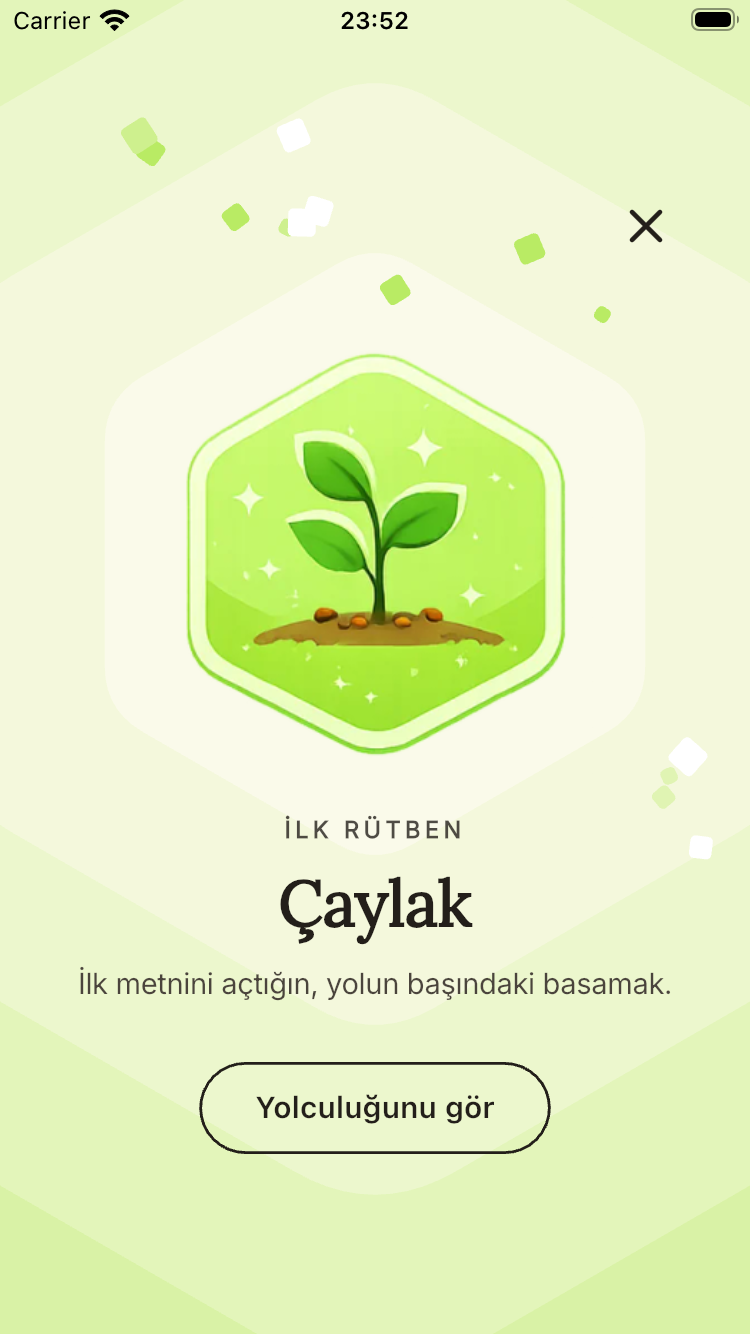 Carrier 23:52
İLK RÜTBEN
Çaylak
İlk metnini açtığın, yolun başındaki basamak.
Yolculuğunu gör